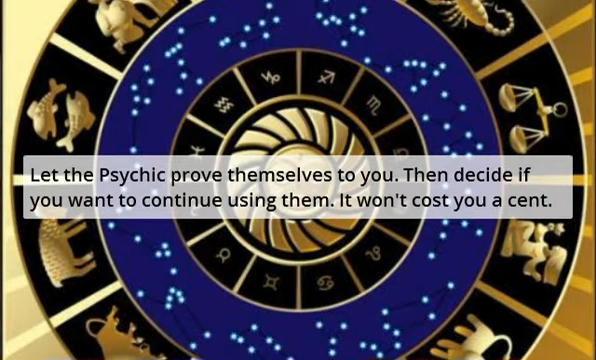 Let the Psychic prove themselves to you. Then decide if
you want to continue using them. It won't cost you a cent.